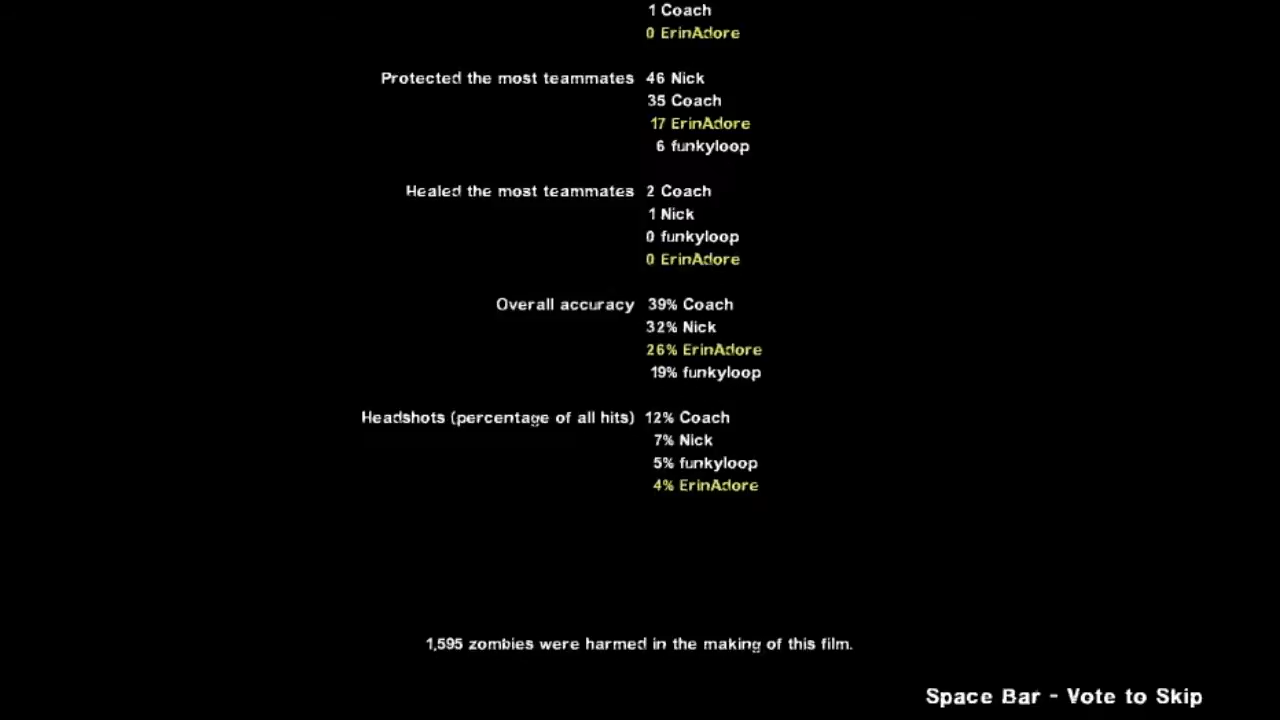 1 Coach
0 ErinAdore
Protected the most teammates 46 Nick
35 Coach
17 ErinAdore
6 funkyloop
Healed the most teammates 2 Coach
1 Nick
0 funkyloop
0 ErinAdore
Overall accuracy 39% Coach
32% Nick
26% ErinAdore
19% funkyloop
Headshots (percentage of all hits) 12% Coach
7% Nick
5% funkyloop
4% ErinAdore
1,595 zombies were harmed in the making of this film.
Space Bar - Vote to Skip